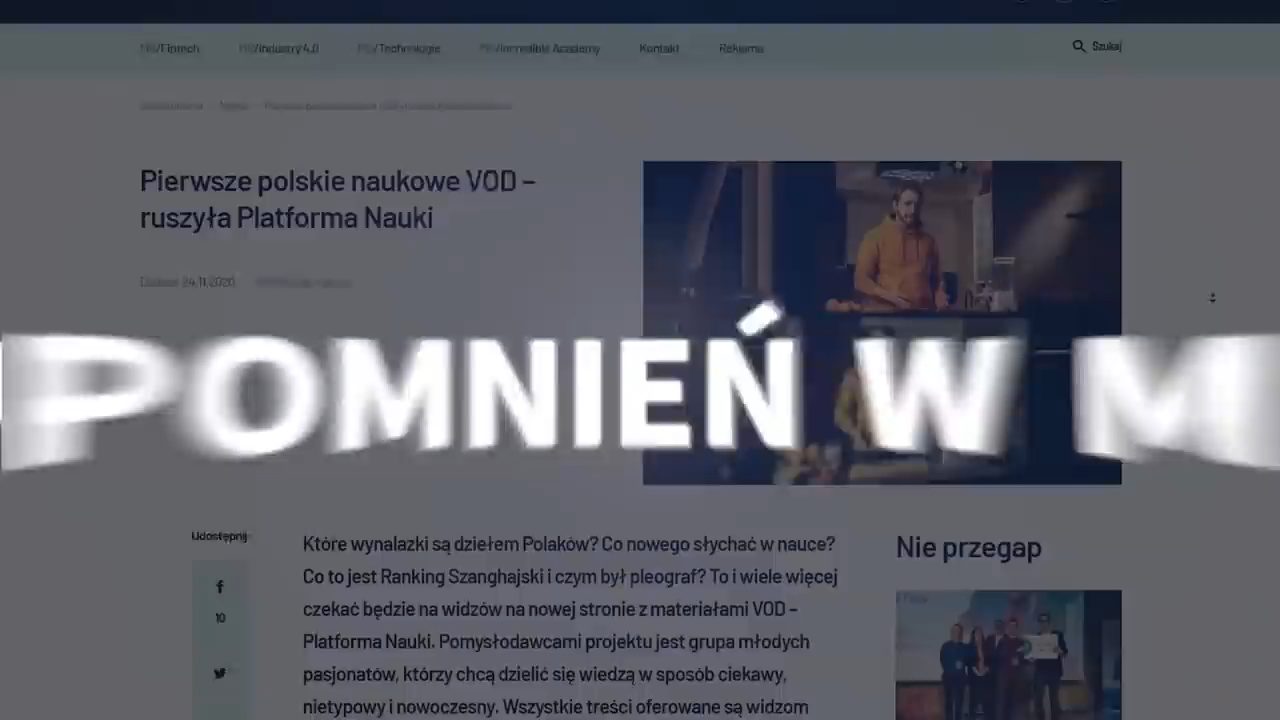 /Fintech /Industry 4.0 /Technologie /Incredible Academy Kontakt Reklama Szukaj
Pierwsze polskie naukowe VOD –
ruszyła Platforma Nauki
24.11.2020
POMNIEŃ W M
Udostępnij
10
Które wynalazki są dziełem Polaków? Co nowego słychać w nauce?
Co to jest Ranking Szanghajski i czym był pleograf? To i wiele więcej
czekać będzie na widzów na nowej stronie z materiałami VOD –
Platforma Nauki. Pomysłodawcami projektu jest grupa młodych
pasjonatów, którzy chcą dzielić się wiedzą w sposób ciekawy,
nietypowy i nowoczesny. Wszystkie treści oferowane są widzom
Nie przegap